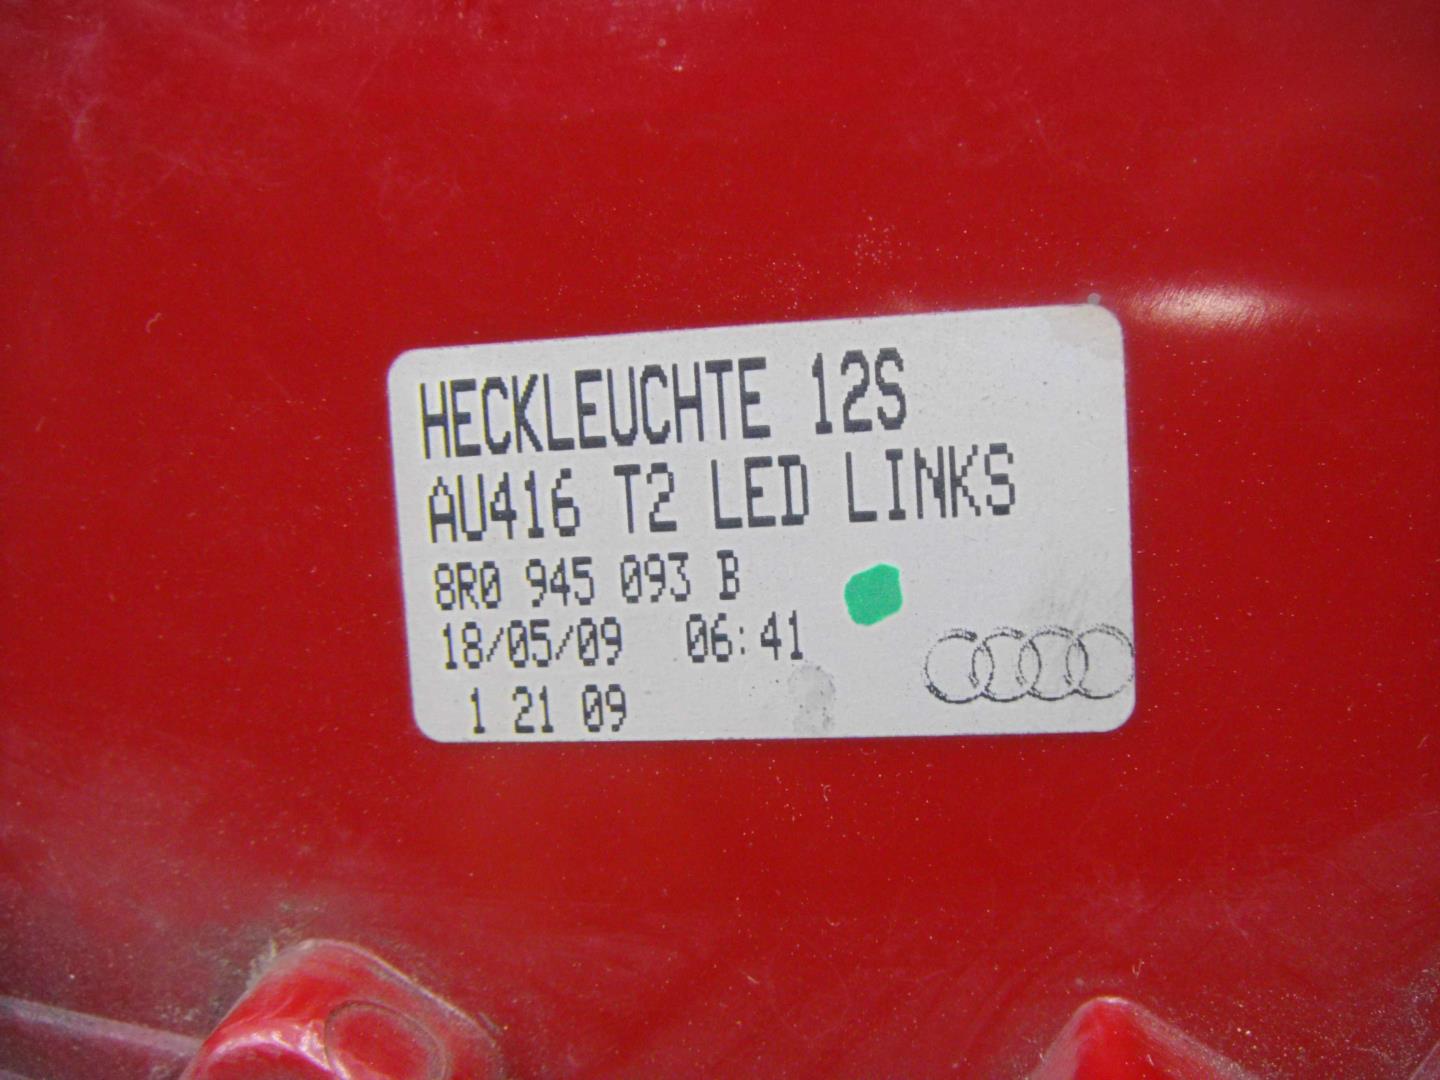 HECKLEUCHTE 12S
AU416 T2 LED LINKS
8R0 945 093 B
18/05/09 06:41
1 21 09